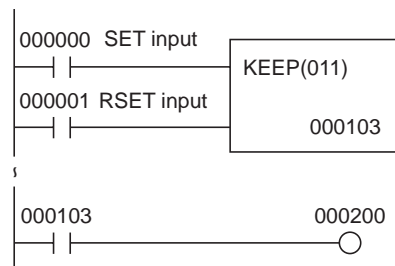 000000 SET input
KEEP(011)
000001 RSET input
000103
000103 000200